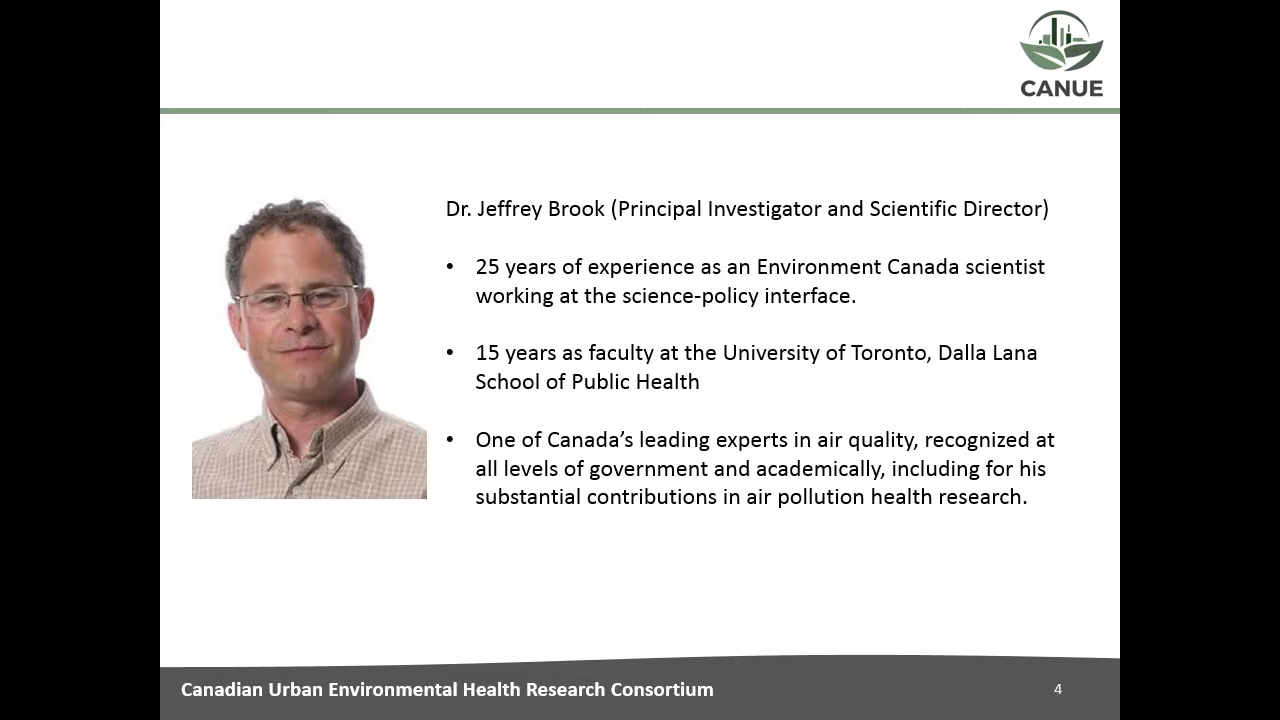 CANUE
Dr. Jeffrey Brook (Principal Investigator and Scientific Director)
• 25 years of experience as an Environment Canada scientist
working at the science-policy interface.
• 15 years as faculty at the University of Toronto, Dalla Lana
School of Public Health
• One of Canada’s leading experts in air quality, recognized at
all levels of government and academically, including for his
substantial contributions in air pollution health research.
Canadian Urban Environmental Health Research Consortium
4